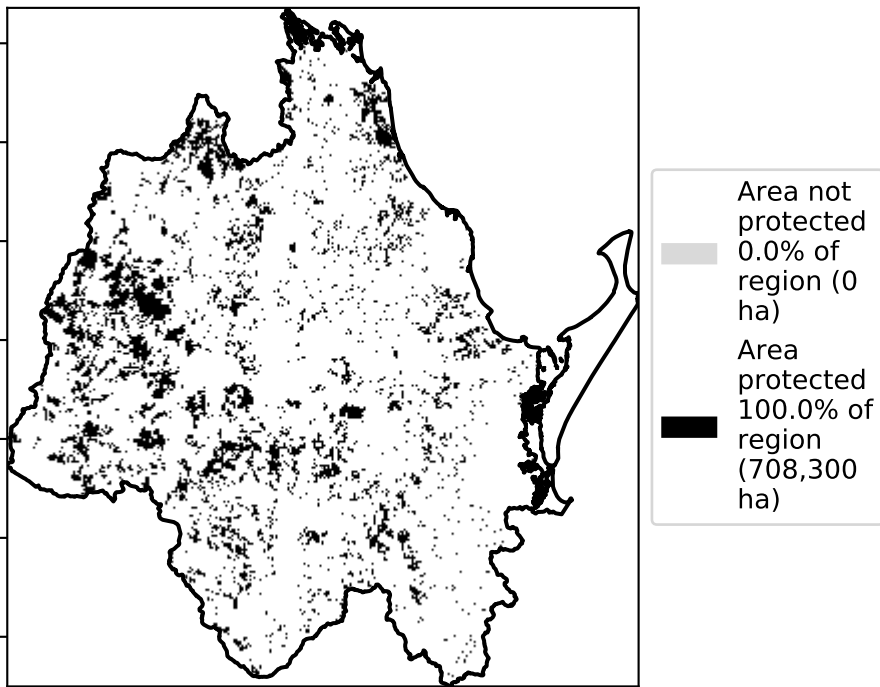 Area not
protected
0.0% of
region (0
ha)
Area
protected
100.0% of
region
(708,300
ha)